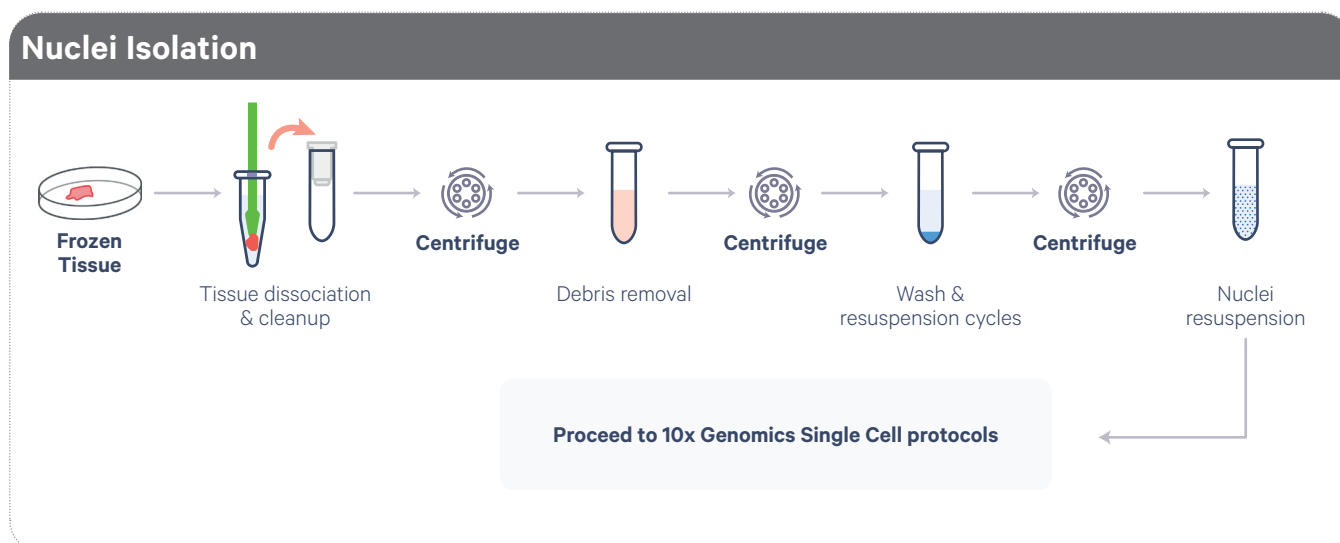 Nuclei Isolation
Frozen
Tissue
Tissue dissociation
& cleanup
Centrifuge
Debris removal
Centrifuge
Wash &
resuspension cycles
Centrifuge
Nuclei
resuspension
Proceed to 10x Genomics Single Cell protocols